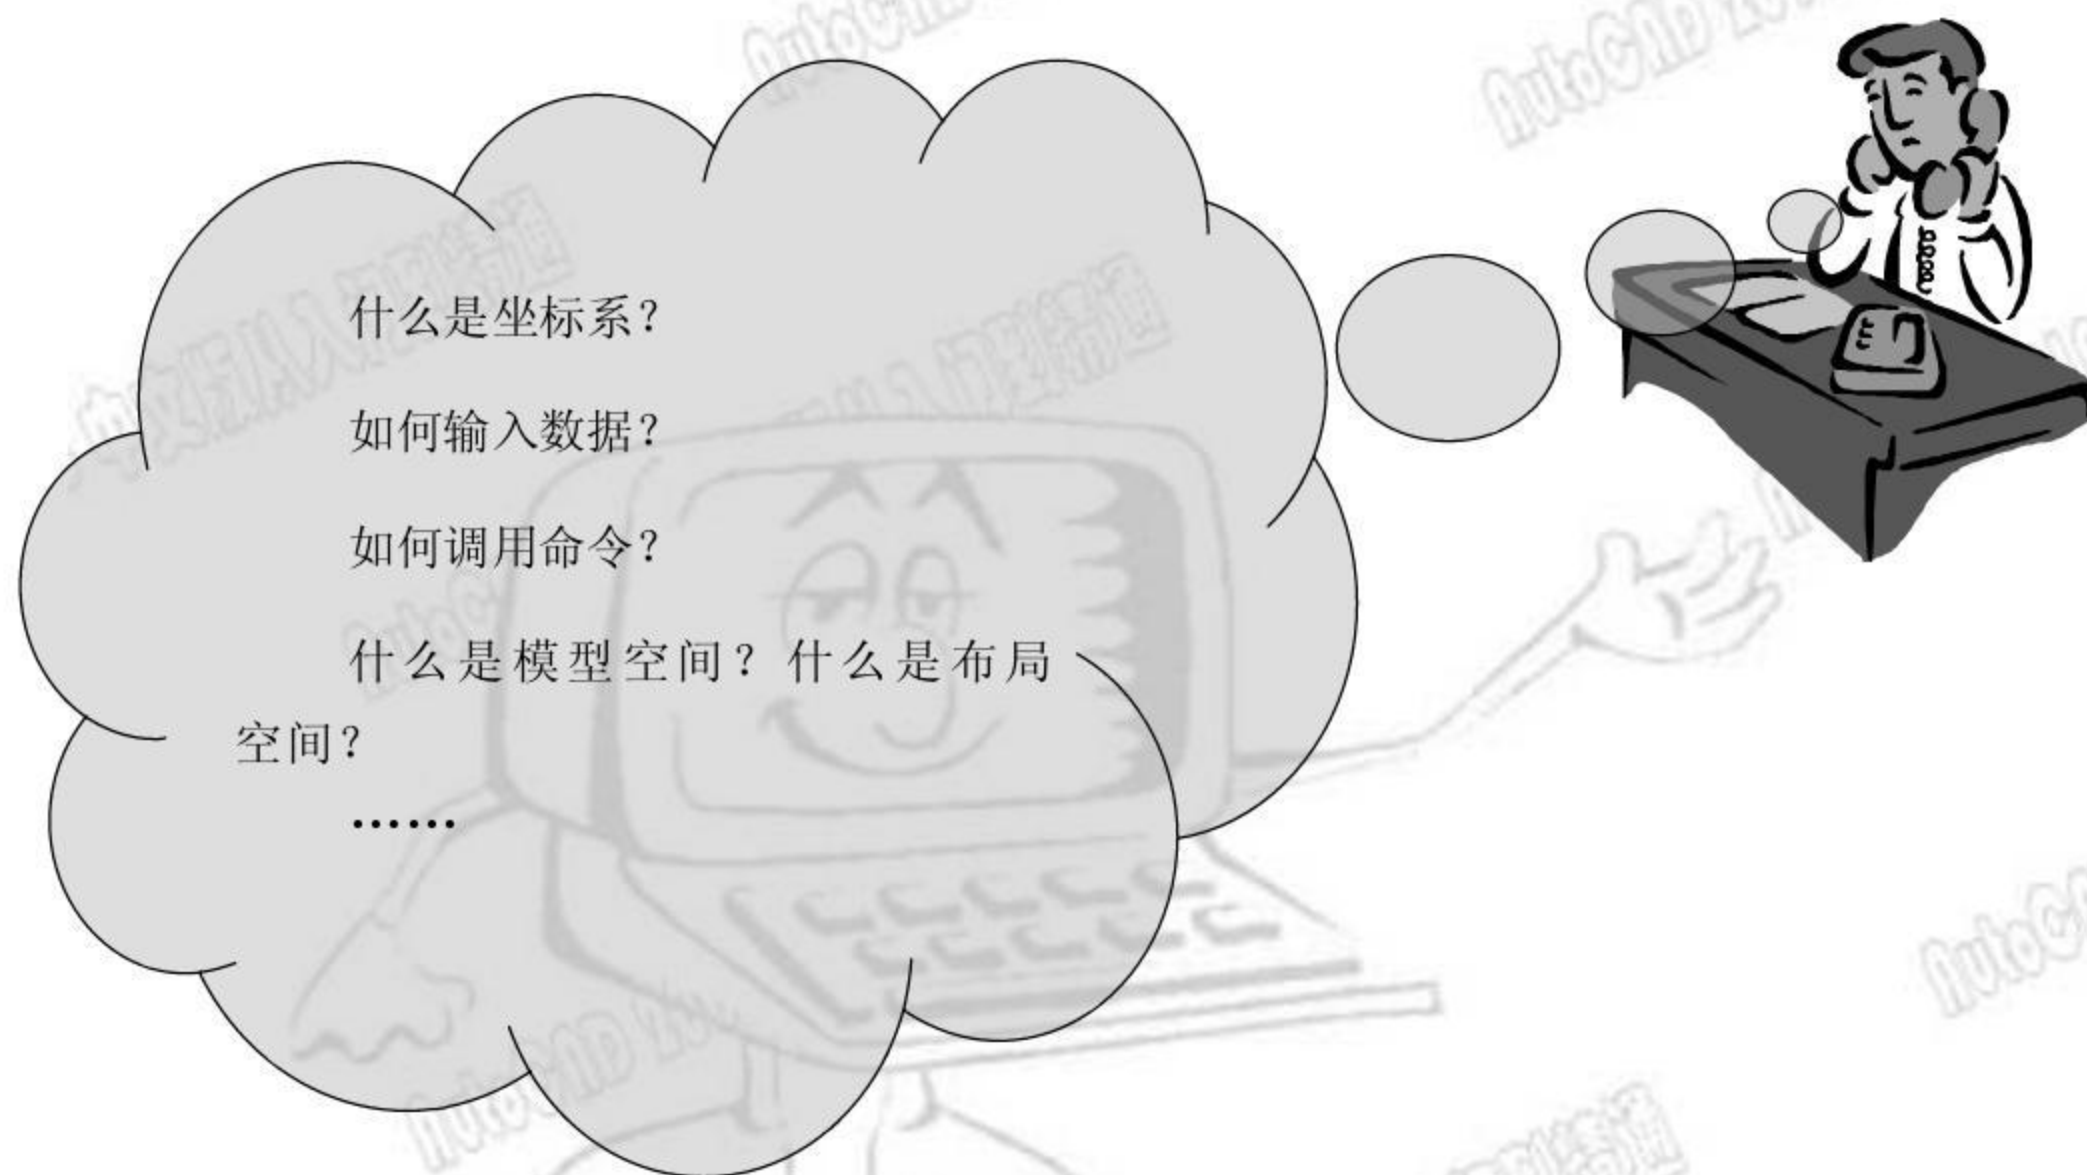 什么是坐标系？
如何输入数据？
如何调用命令？
什么是模型空间？什么是布局
空间？
……